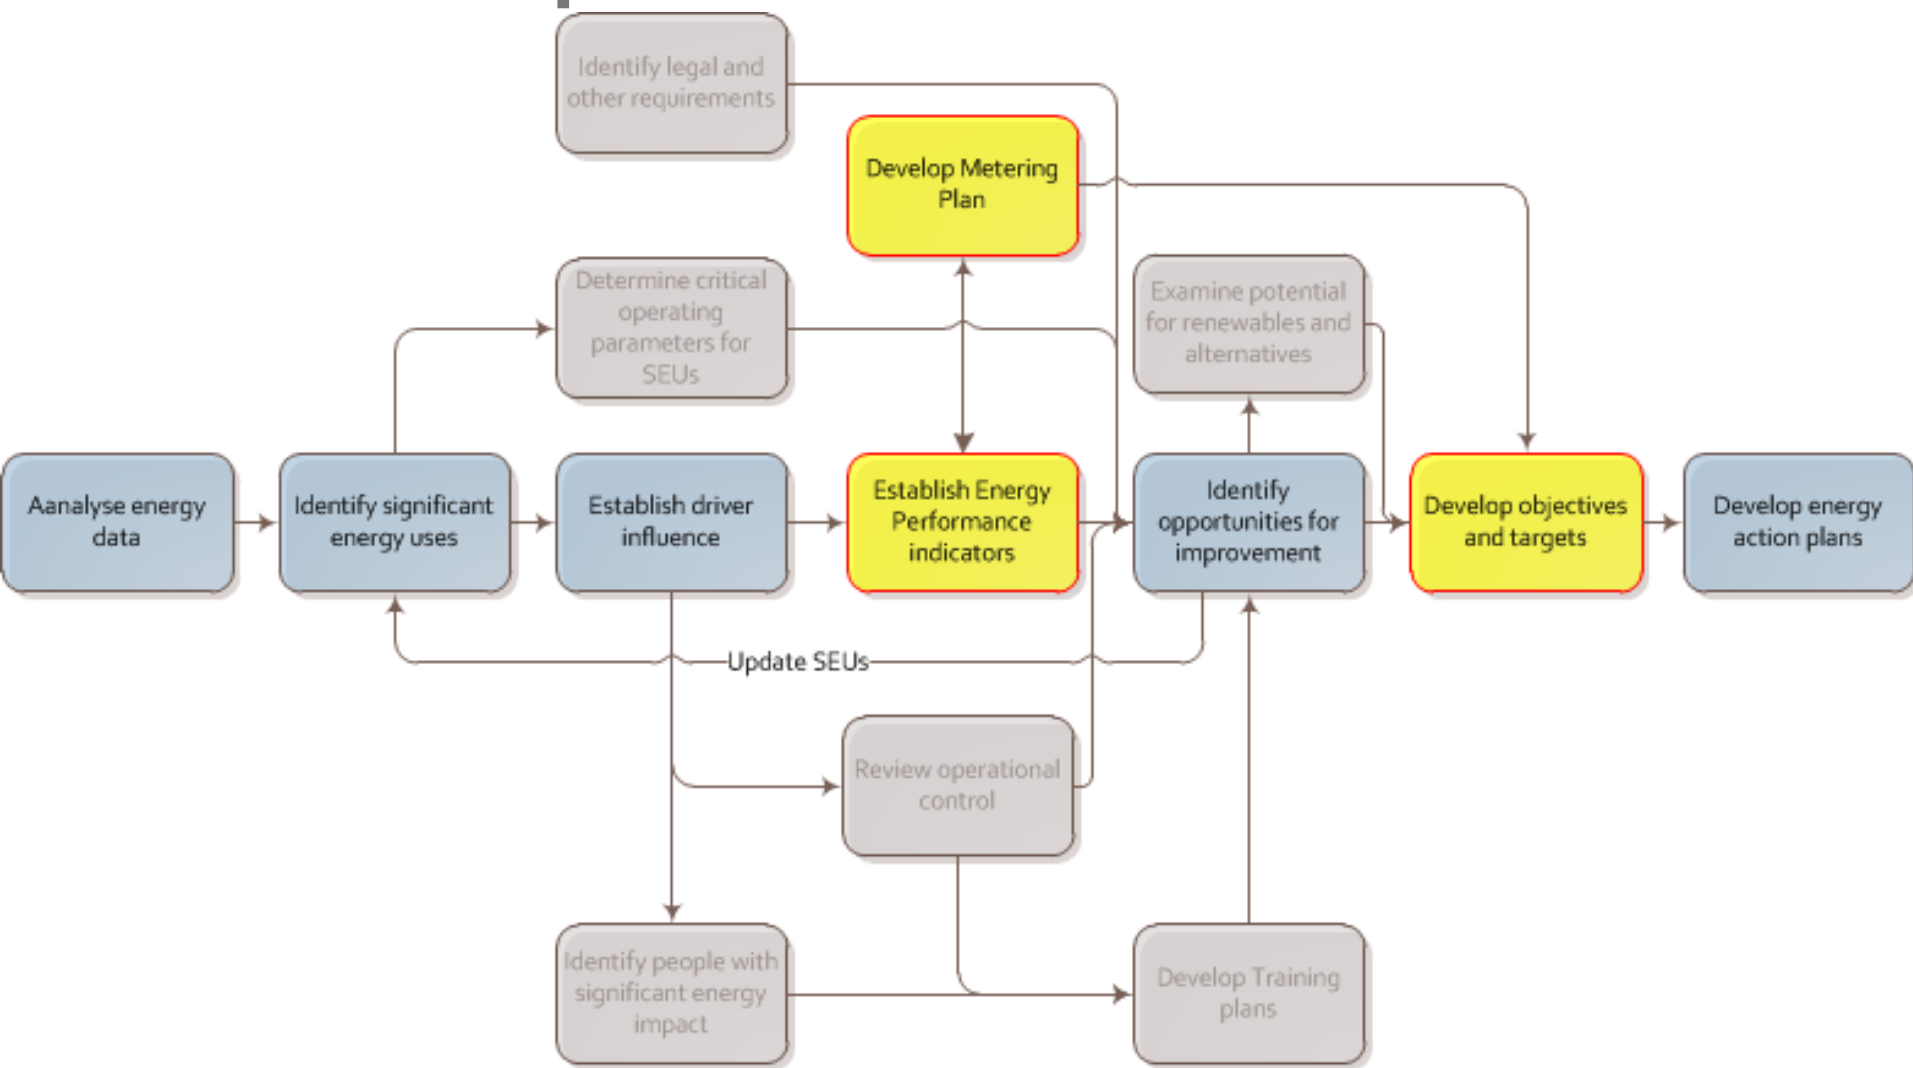 Identify legal and
other requirements
Develop Metering
Plan
Determine critical
operating
parameters for
SEUs
Examine potential
for renewables and
alternatives
Aanalyse energy
data
Identify significant
energy uses
Establish driver
influence
Establish Energy
Performance
indicators
Identify
opportunities for
improvement
Develop objectives
and targets
Develop energy
action plans
Update SEUs
Review operational
control
Identify people with
significant energy
impact
Develop Training
plans